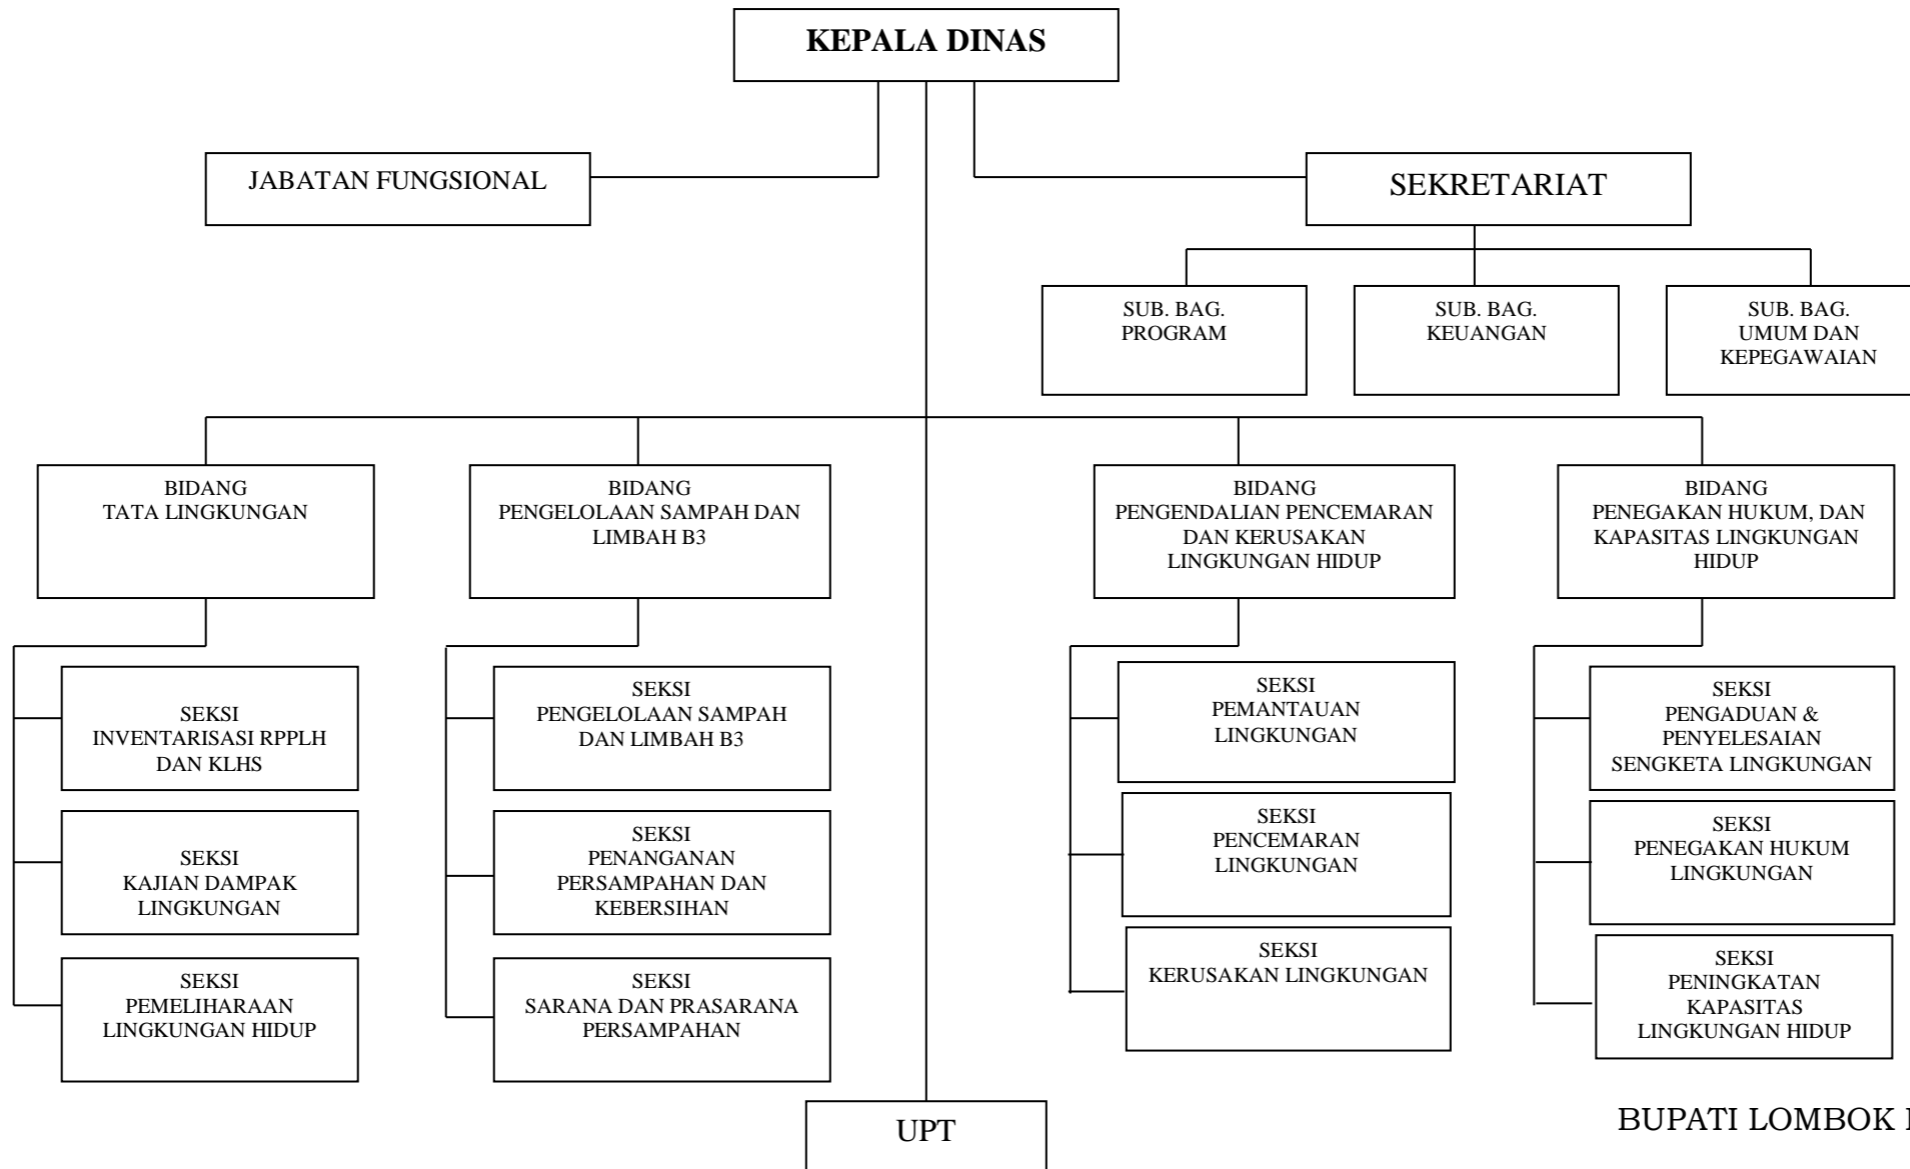 KEPALA DINAS
JABATAN FUNGSIONAL
SEKRETARIAT
SUB. BAG.
PROGRAM
SUB. BAG.
KEUANGAN
SUB. BAG.
UMUM DAN
KEPEGAWAIAN
BIDANG
TATA LINGKUNGAN
BIDANG
PENGELOLAAN SAMPAH DAN
LIMBAH B3
BIDANG
PENGENDALIAN PENCEMARAN
DAN KERUSAKAN
LINGKUNGAN HIDUP
BIDANG
PENEGAKAN HUKUM, DAN
KAPASITAS LINGKUNGAN
HIDUP
SEKSI
INVENTARISASI RPPLH
DAN KLHS
SEKSI
KAJIAN DAMPAK
LINGKUNGAN
SEKSI
PEMELIHARAAN
LINGKUNGAN HIDUP
SEKSI
PENGELOLAAN SAMPAH
DAN LIMBAH B3
SEKSI
PENANGANAN
PERSAMPAHAN DAN
KEBERSIHAN
SEKSI
SARANA DAN PRASARANA
PERSAMPAHAN
SEKSI
PEMANTAUAN
LINGKUNGAN
SEKSI
PENCEMARAN
LINGKUNGAN
SEKSI
KERUSAKAN LINGKUNGAN
SEKSI
PENGADUAN &
PENYELESAIAN
SENGKETA LINGKUNGAN
SEKSI
PENEGAKAN HUKUM
LINGKUNGAN
SEKSI
PENINGKATAN
KAPASITAS
LINGKUNGAN HIDUP
UPT
BUPATI LOMBOK